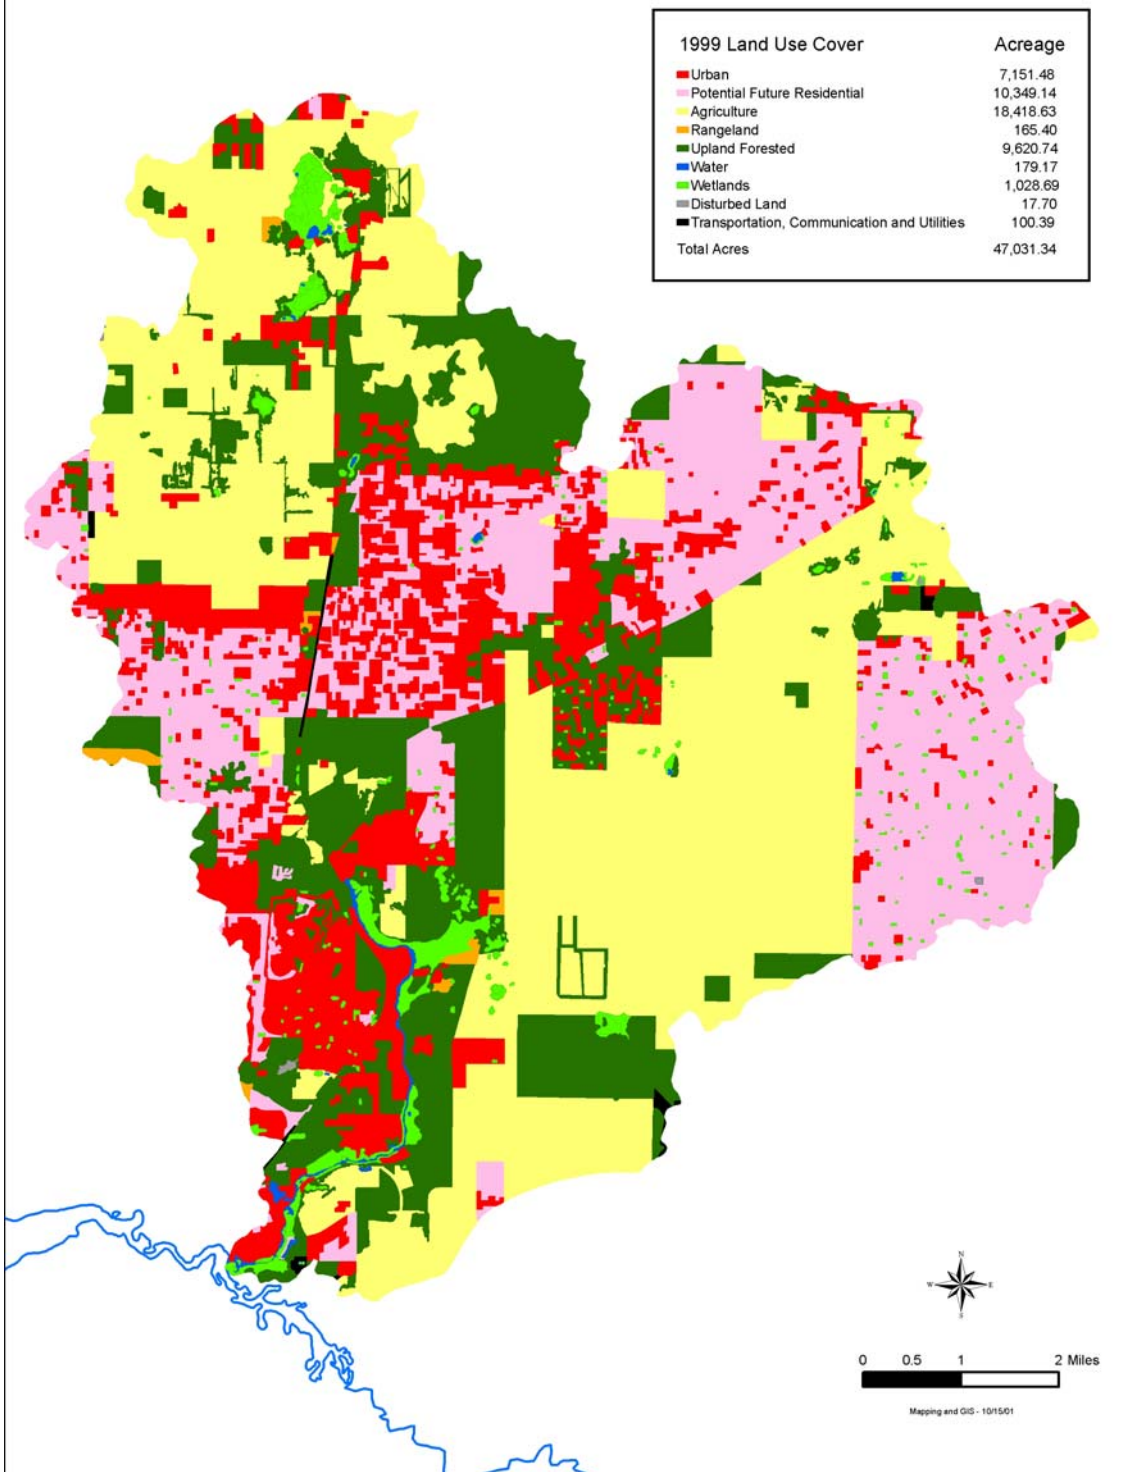 1999 Land Use Cover Acreage
Urban 7,151.48
Potential Future Residential 10,349.14
Agriculture 18,418.63
Rangeland 165.40
Upland Forested 9,620.74
Water 179.17
Wetlands 1,028.69
Disturbed Land 17.70
Transportation, Communication and Utilities 100.39
Total Acres 47,031.34
N
W E
S
0 0.5 1 2 Miles
Mapping and GIS - 10/15/01